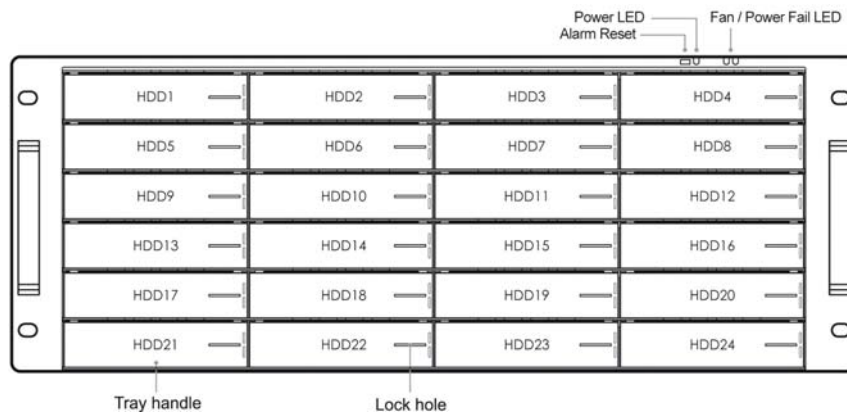 Power LED Fan / Power Fail LED
Alarm Reset
HDD1 HDD2 HDD3 HDD4
HDD5 HDD6 HDD7 HDD8
HDD9 HDD10 HDD11 HDD12
HDD13 HDD14 HDD15 HDD16
HDD17 HDD18 HDD19 HDD20
HDD21 HDD22 HDD23 HDD24
Tray handle Lock hole